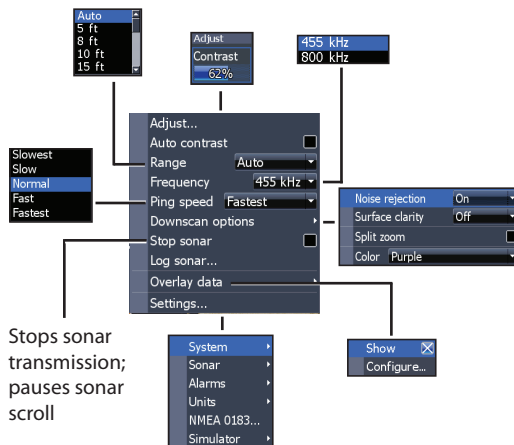 Auto
5 ft
8 ft
10 ft
15 ft
Adjust
Contrast
62%
455 kHz
800 kHz
Adjust...
Auto contrast
Range Auto
Frequency 455 kHz
Ping speed Fastest
Downscan options
Stop sonar
Log sonar...
Overlay data
Settings...
Slowest
Slow
Normal
Fast
Fastest
Noise rejection On
Surface clarity Off
Split zoom
Color Purple
Stops sonar
transmission;
pauses sonar
scroll
System
Sonar
Alarms
Units
NMEA 0183...
Simulator
Show
Configure...